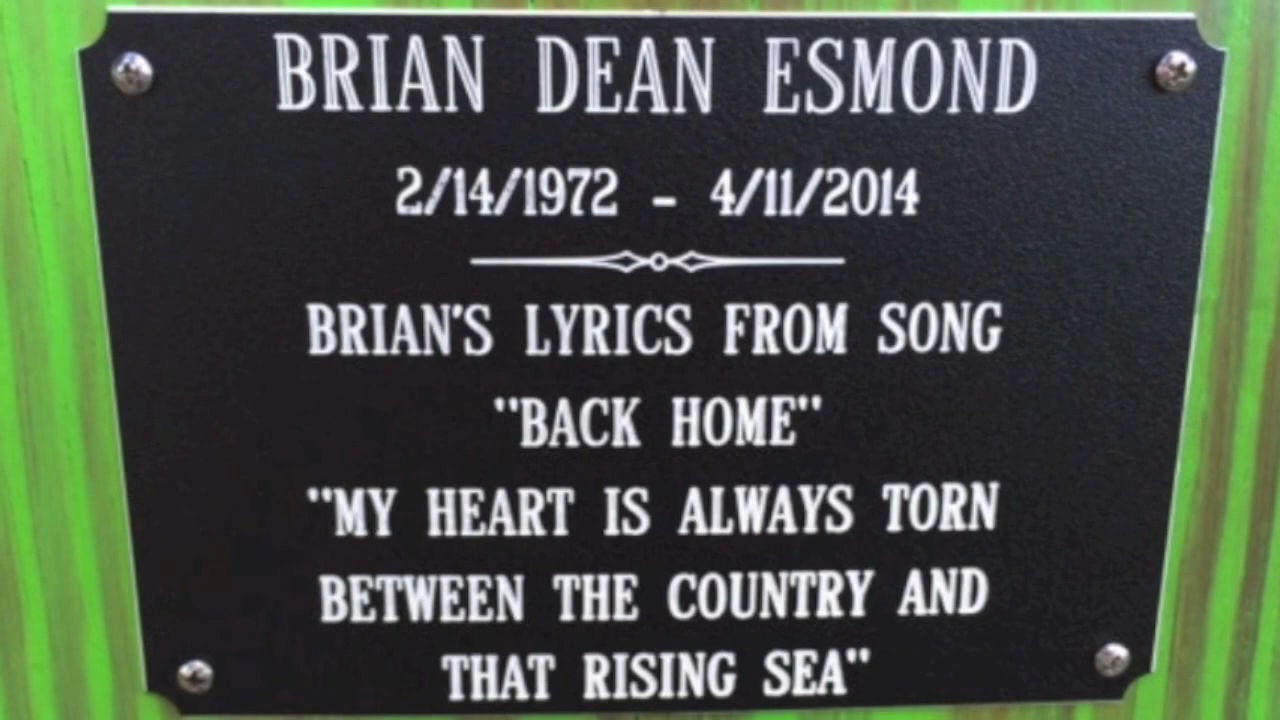 BRIAN DEAN ESMOND
2/14/1972 - 4/11/2014
BRIAN'S LYRICS FROM SONG
"BACK HOME"
"MY HEART IS ALWAYS TORN
BETWEEN THE COUNTRY AND
THAT RISING SEA"